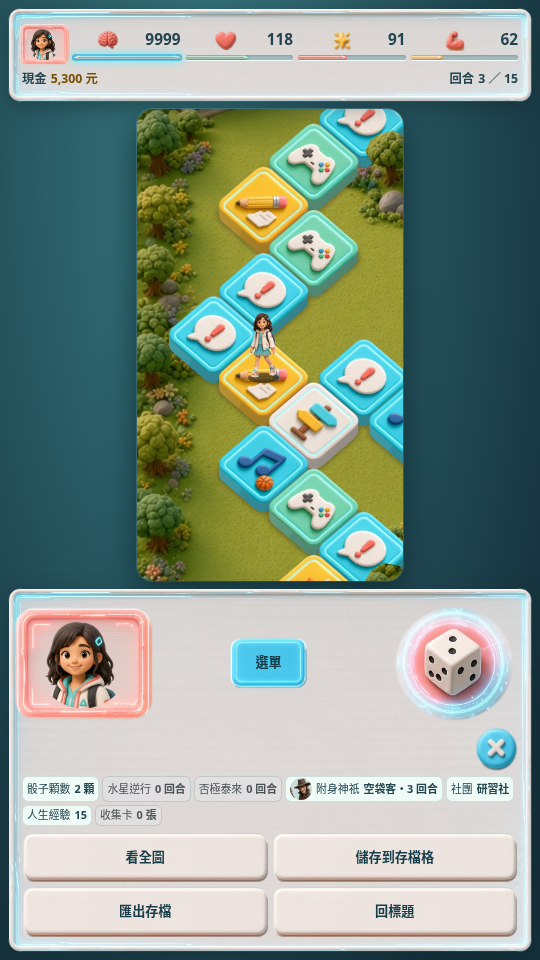 9999 118 91 62
現金 5,300 元 回合 3 ／ 15
選單
骰子顆數 2 顆 水星逆行 0 回合 否極泰來 0 回合 附身神祇 空袋客・3 回合 社團 研習社
人生經驗 15 收集卡 0 張
看全圖 儲存到存檔格
匯出存檔 回標題